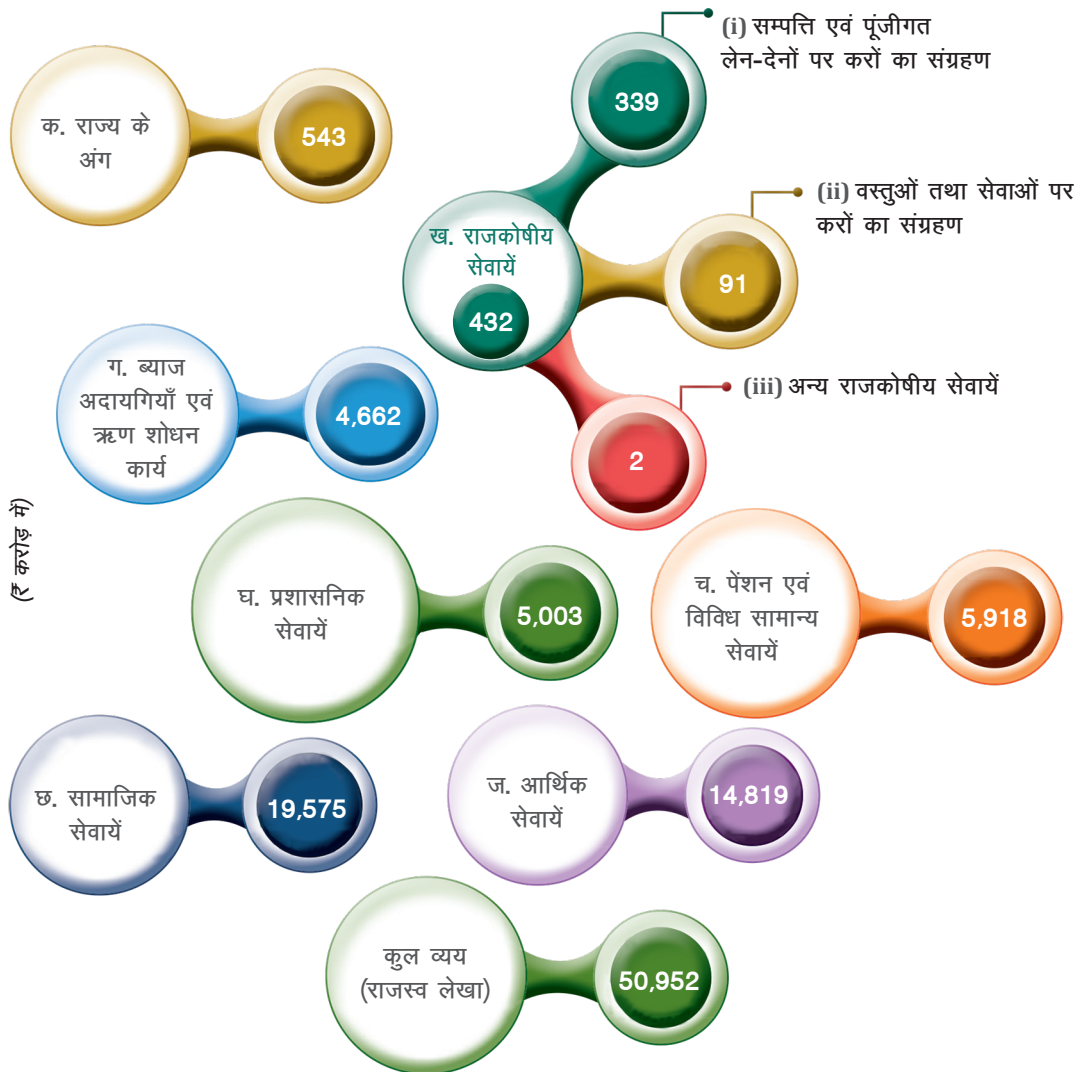 (i) सम्पत्ति एवं पूंजीगत
लेन-देनों पर करों का संग्रहण
339
क. राज्य के
अंग
543
(ii) वस्तुओं तथा सेवाओं पर
करों का संग्रहण
91
ख. राजकोषीय
सेवायें
432
(iii) अन्य राजकोषीय सेवायें
2
ग. ब्याज
अदायगियाँ एवं
ऋण शोधन
कार्य
4,662
(₹ करोड़ में)
घ. प्रशासनिक
सेवायें
5,003
च. पेंशन एवं
विविध सामान्य
सेवायें
5,918
छ. सामाजिक
सेवायें
19,575
ज. आर्थिक
सेवायें
14,819
कुल व्यय
(राजस्व लेखा)
50,952